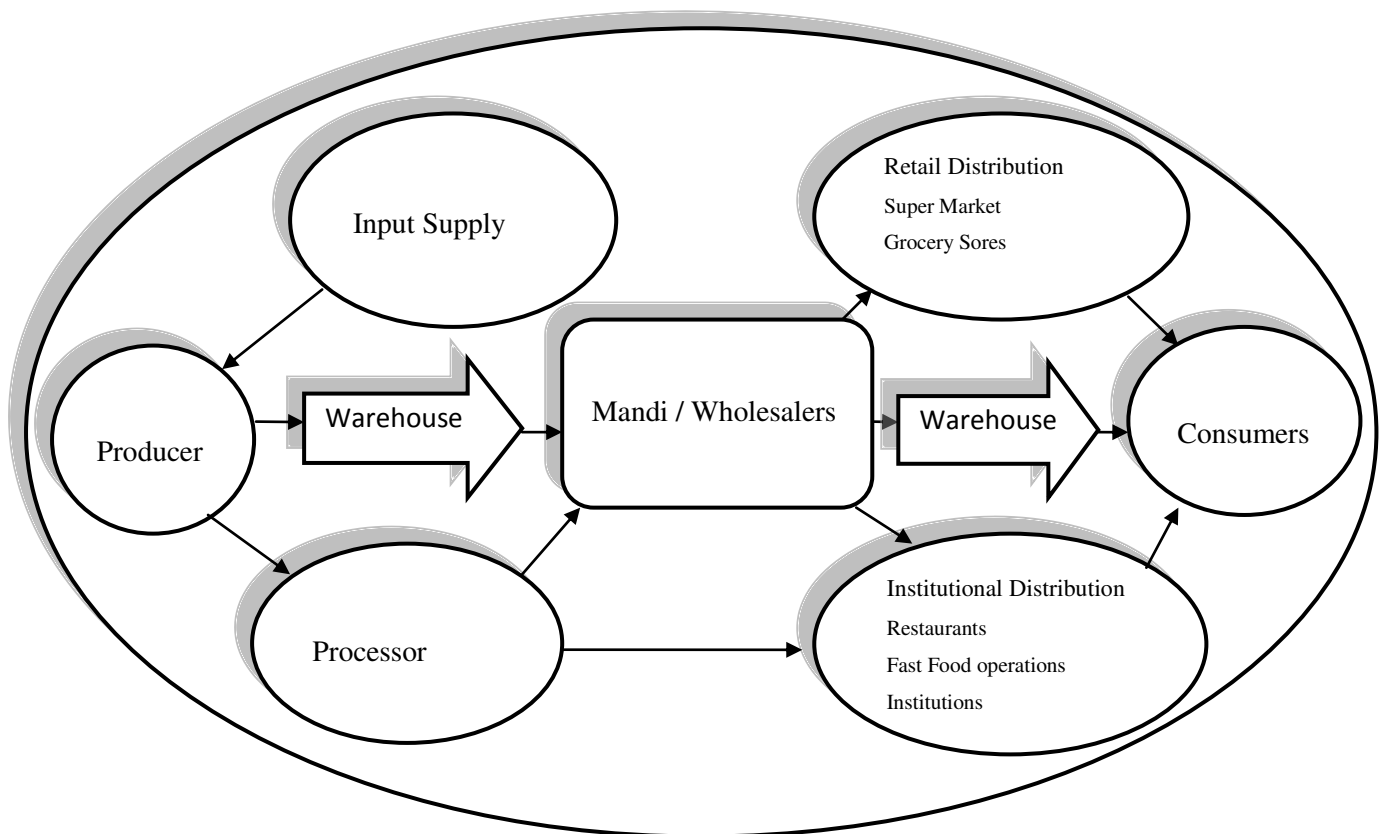 Input Supply
Retail Distribution
Super Market
Grocery Sores
Producer
Warehouse
Mandi / Wholesalers
Warehouse
Consumers
Processor
Institutional Distribution
Restaurants
Fast Food operations
Institutions